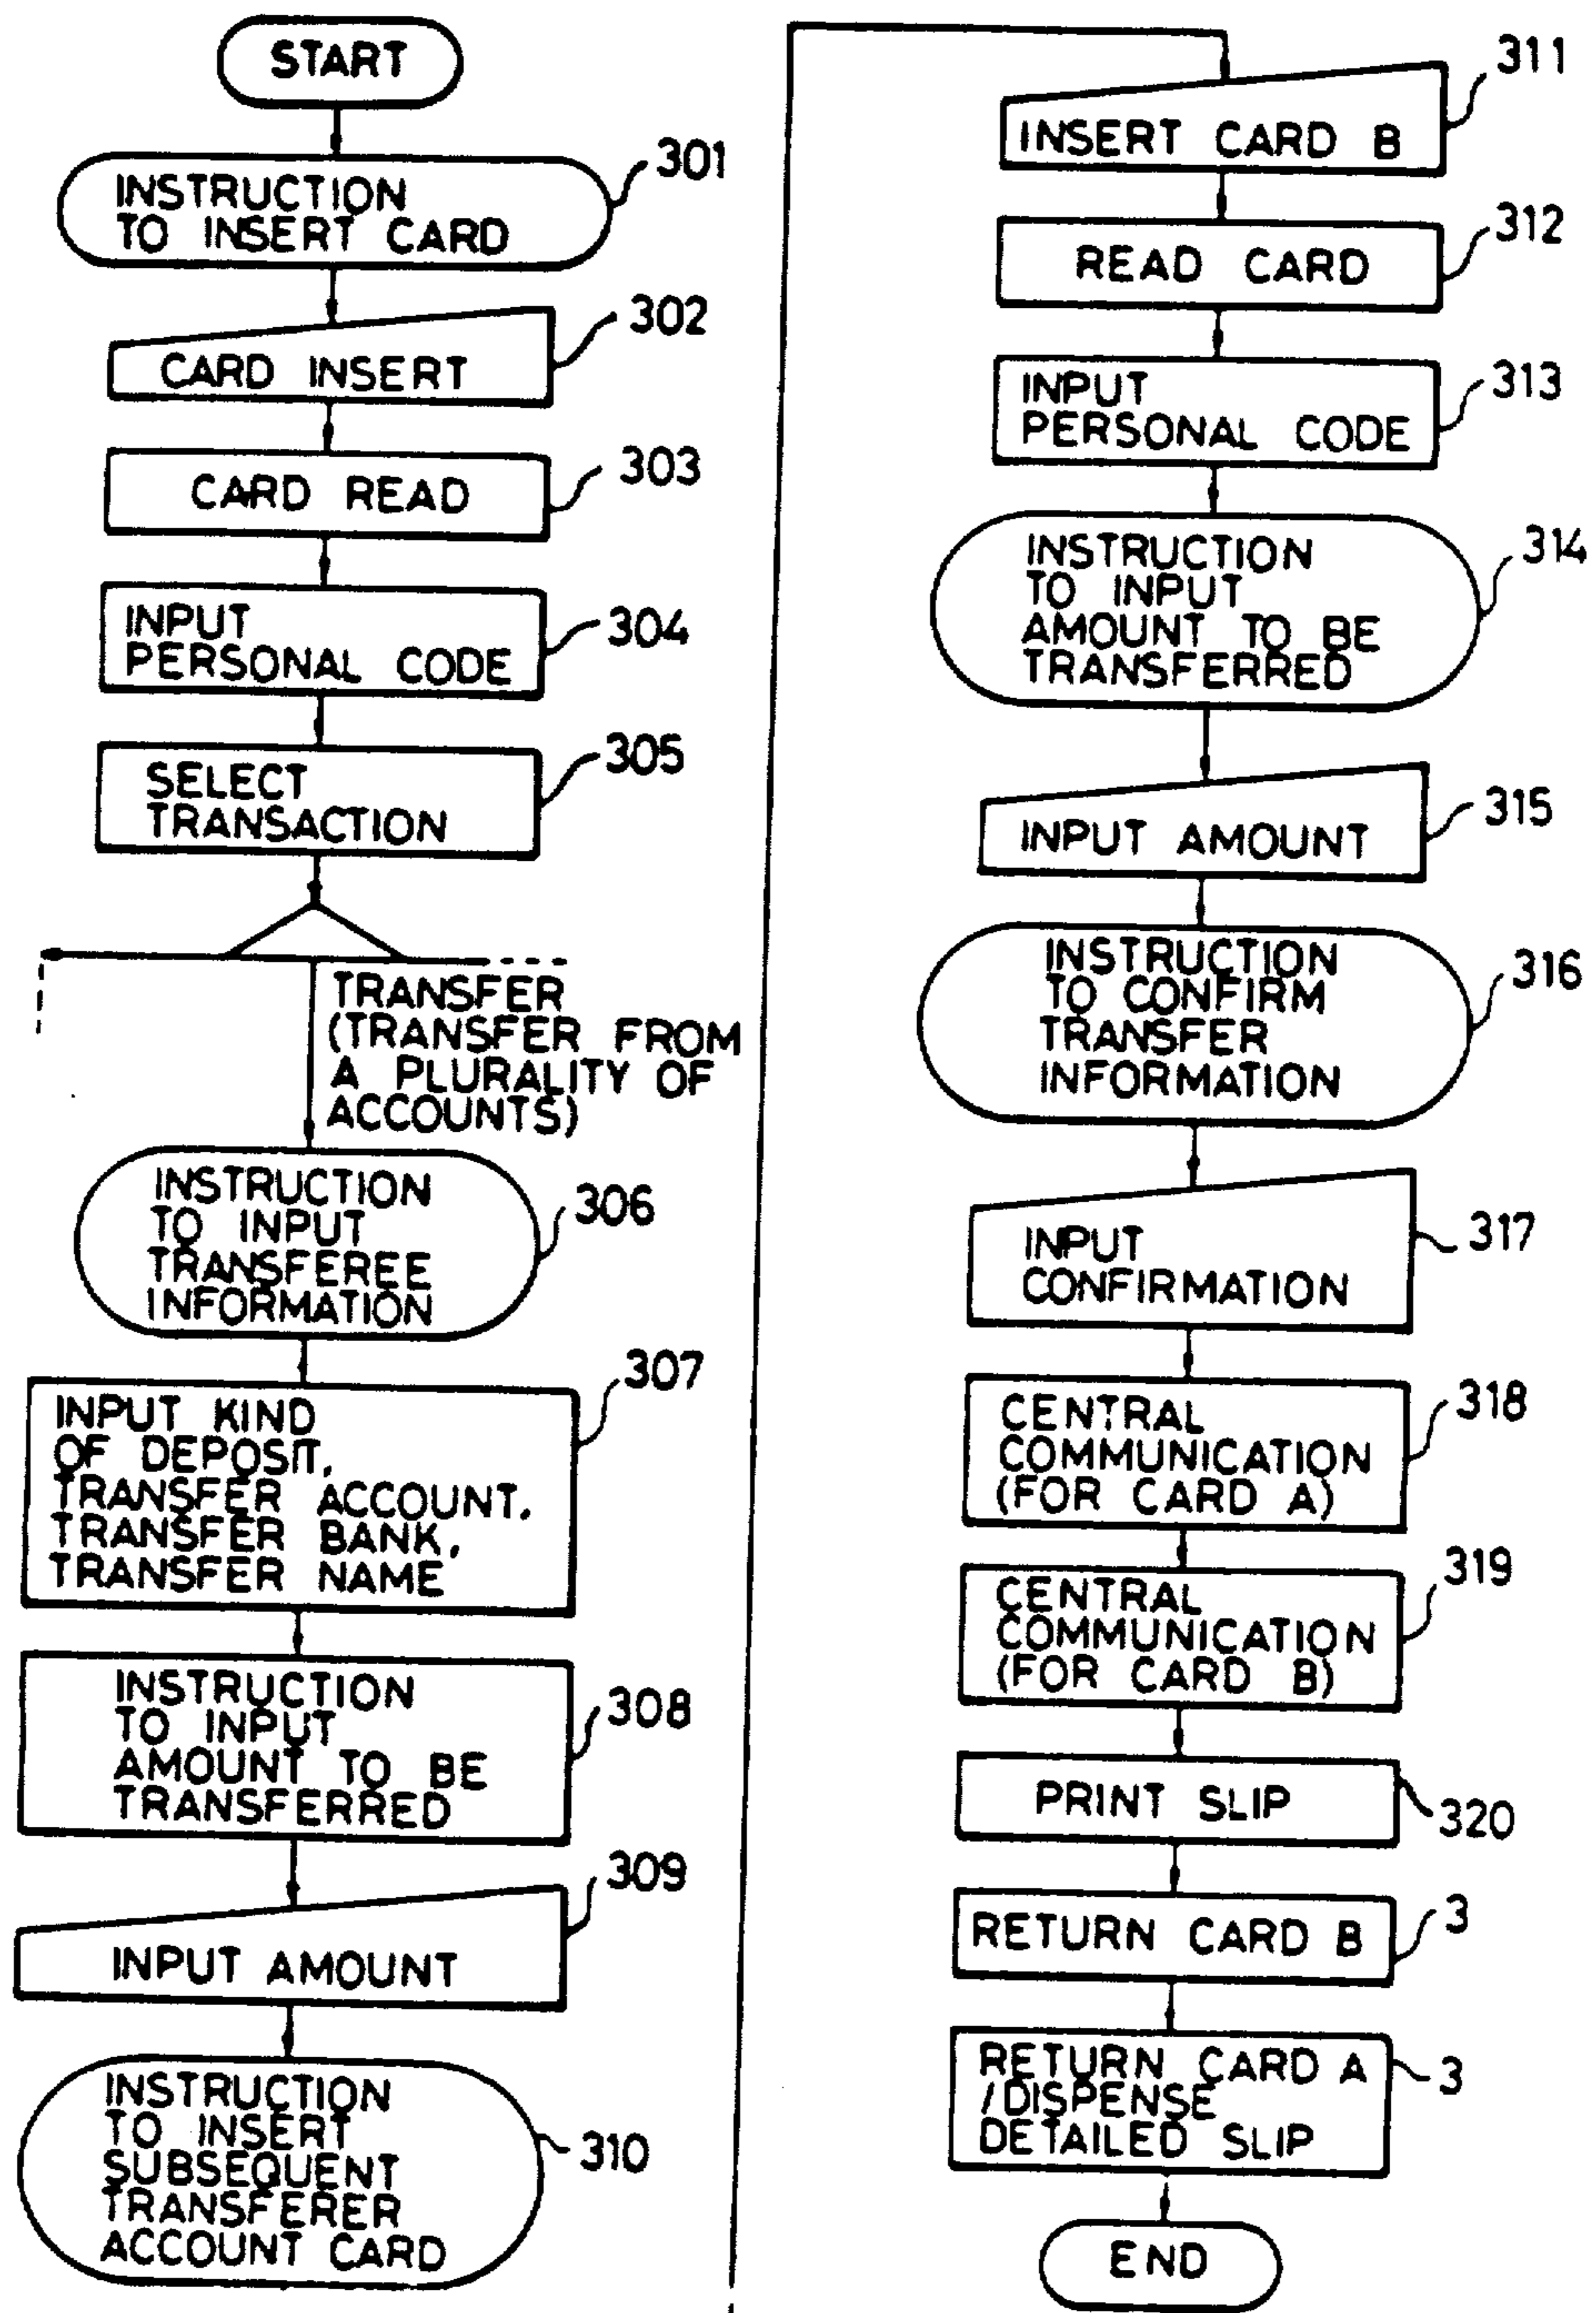 START
INSTRUCTION
TO INSERT CARD
301
CARD INSERT
302
CARD READ
303
INPUT
PERSONAL CODE
304
SELECT
TRANSACTION
305
TRANSFER
(TRANSFER FROM
A PLURALITY OF
ACCOUNTS)
INSTRUCTION
TO INPUT
TRANSFEREE
INFORMATION
306
INPUT KIND
OF DEPOSIT,
TRANSFER ACCOUNT,
TRANSFER BANK,
TRANSFER NAME
307
INSTRUCTION
TO INPUT
AMOUNT TO BE
TRANSFERRED
308
INPUT AMOUNT
309
INSTRUCTION
TO INSERT
SUBSEQUENT
TRANSFERER
ACCOUNT CARD
310
INSERT CARD B
311
READ CARD
312
INPUT
PERSONAL CODE
313
INSTRUCTION
TO INPUT
AMOUNT TO BE
TRANSFERRED
314
INPUT AMOUNT
315
INSTRUCTION
TO CONFIRM
TRANSFER
INFORMATION
316
INPUT
CONFIRMATION
317
CENTRAL
COMMUNICATION
(FOR CARD A)
318
CENTRAL
COMMUNICATION
(FOR CARD B)
319
PRINT SLIP
320
RETURN CARD B
3
RETURN CARD A
/DISPENSE
DETAILED SLIP
3
END